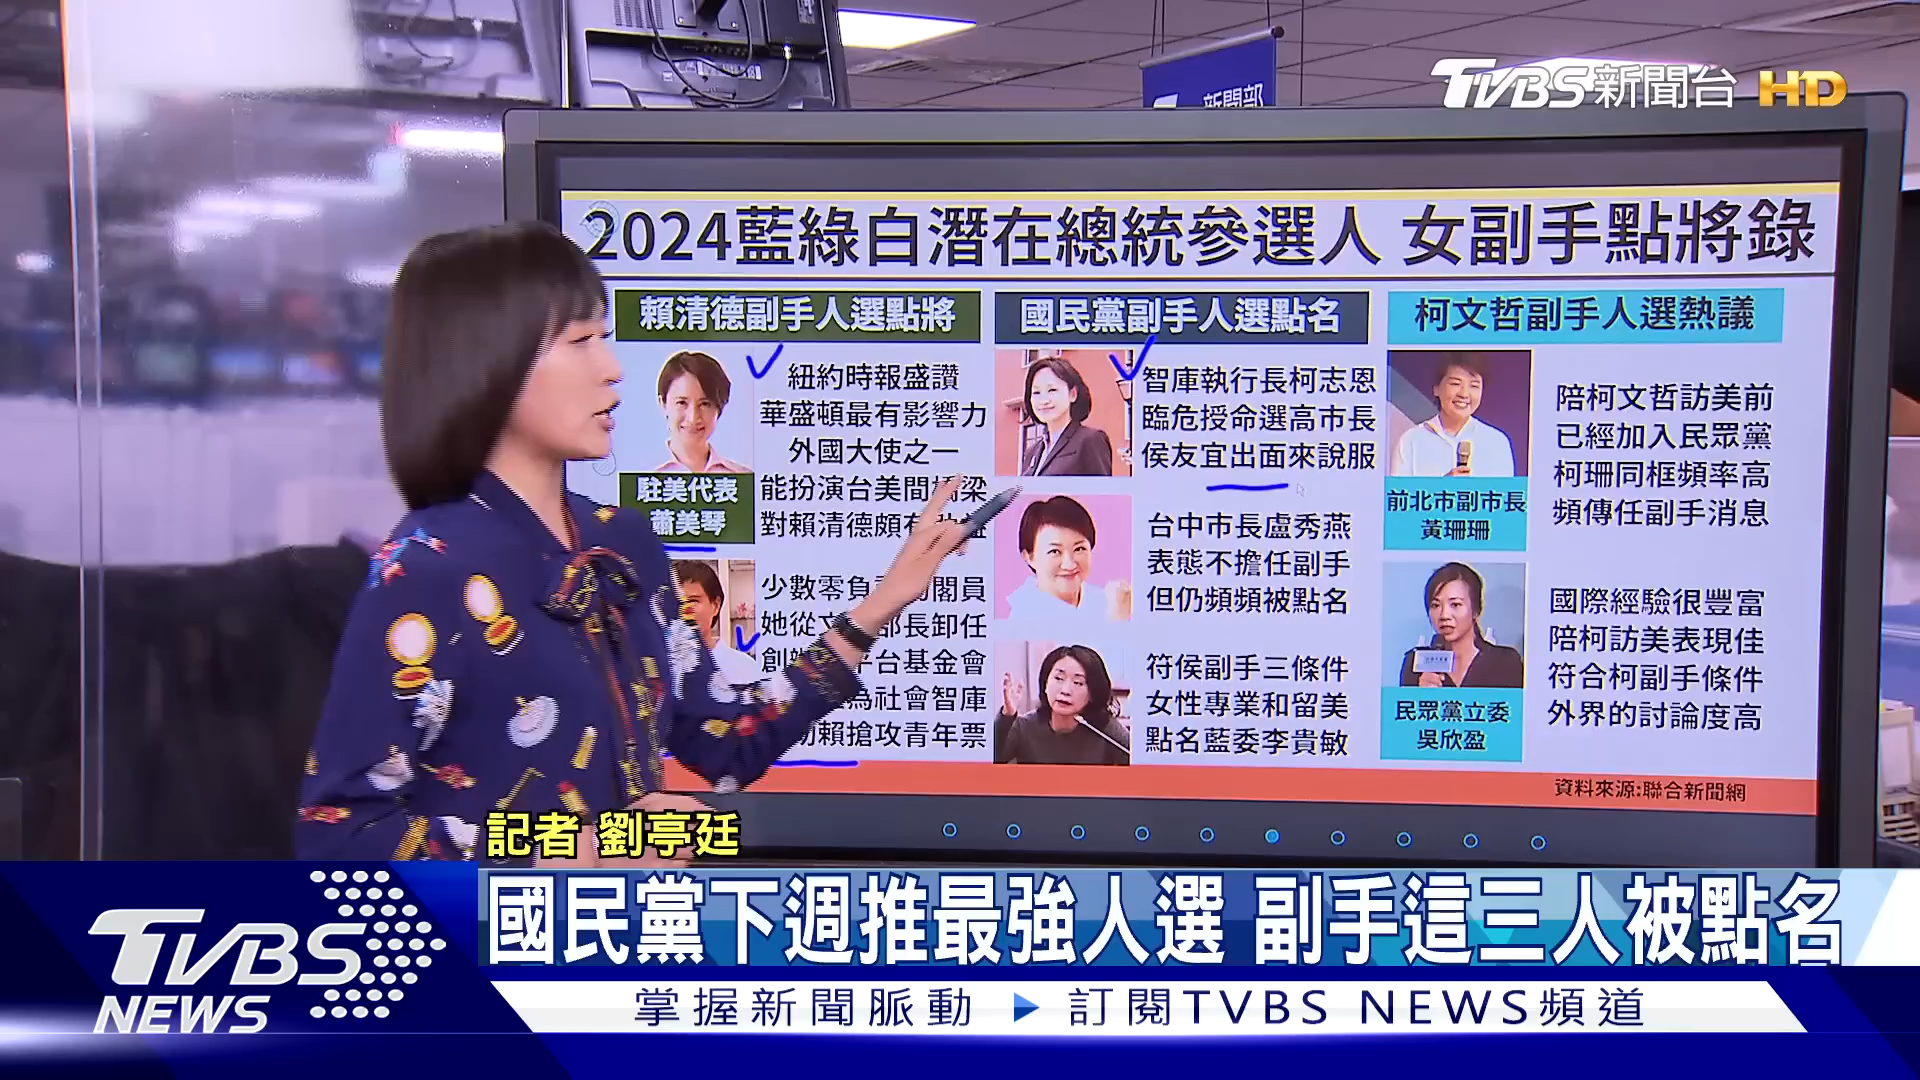 TVBS新聞台 HD
新聞部
2024藍綠白潛在總統參選人 女副手點將錄
賴清德副手人選點將
紐約時報盛讚
華盛頓最有影響力
外國大使之一
能扮演台美間橋梁
對賴清德頗有
駐美代表
蕭美琴
少數零負
閣員
她從文
部長卸任
創
平台基金會
為社會智庫
賴搶攻青年票
國民黨副手人選點名
智庫執行長柯志恩
臨危授命選高市長
侯友宜出面來說服
台中市長盧秀燕
表態不擔任副手
但仍頻頻被點名
符侯副手三條件
女性專業和留美
點名藍委李貴敏
柯文哲副手人選熱議
陪柯文哲訪美前
已經加入民眾黨
柯珊同框頻率高
頻傳任副手消息
前北市副市長
黃珊珊
國際經驗很豐富
陪柯訪美表現佳
符合柯副手條件
外界的討論度高
民眾黨立委
吳欣盈
資料來源:聯合新聞網
記者 劉亭廷
國民黨下週推最強人選 副手這三人被點名
TVBS NEWS
掌握新聞脈動 ▶ 訂閱TVBS NEWS頻道